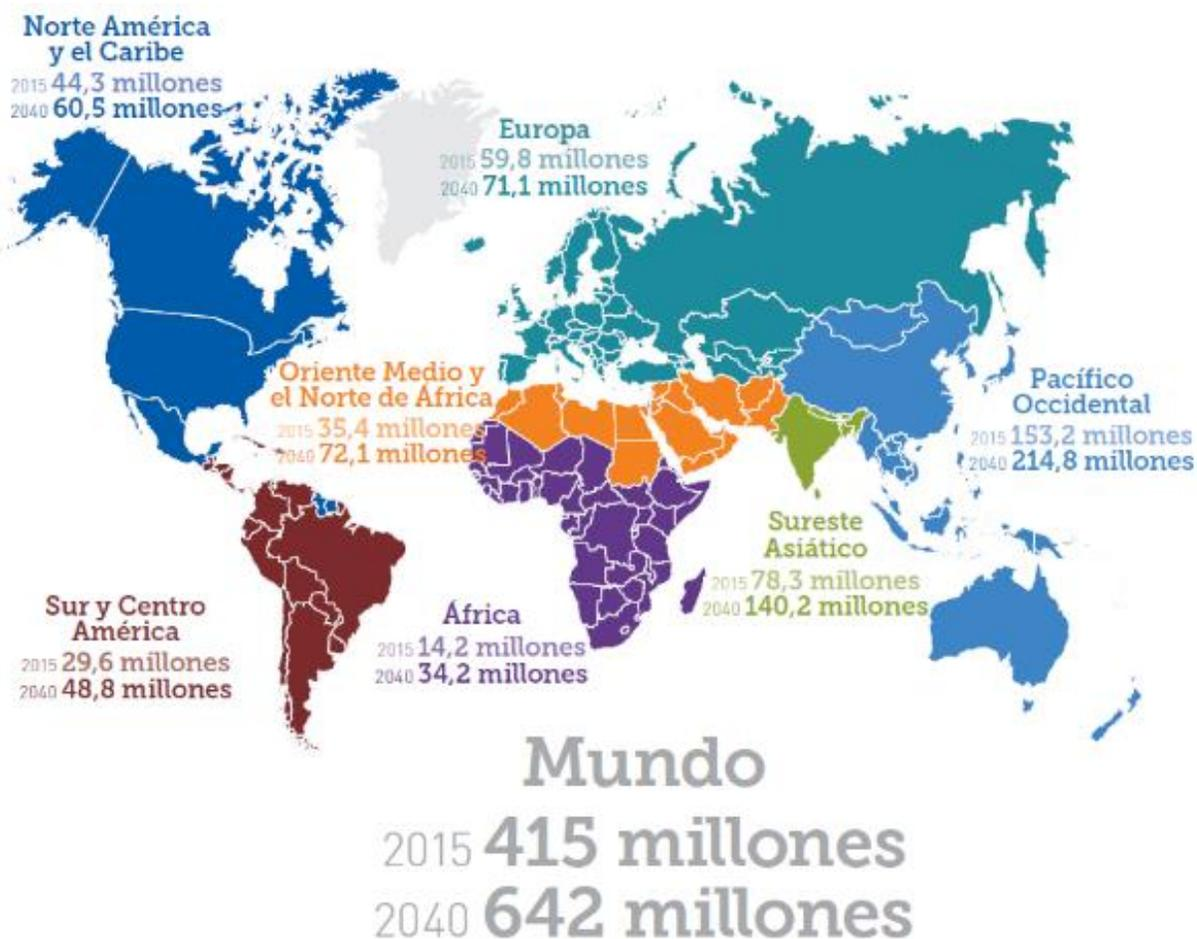 Norte América
y el Caribe
2015 44,3 millones
2040 60,5 millones
Europa
2015 59,8 millones
2040 71,1 millones
Oriente Medio y
el Norte de África
2015 35,4 millones
2040 72,1 millones
Pacífico
Occidental
2015 153,2 millones
2040 214,8 millones
Sureste
Asiático
2015 78,3 millones
2040 140,2 millones
Sur y Centro
América
2015 29,6 millones
2040 48,8 millones
África
2015 14,2 millones
2040 34,2 millones
Mundo
2015 415 millones
2040 642 millones